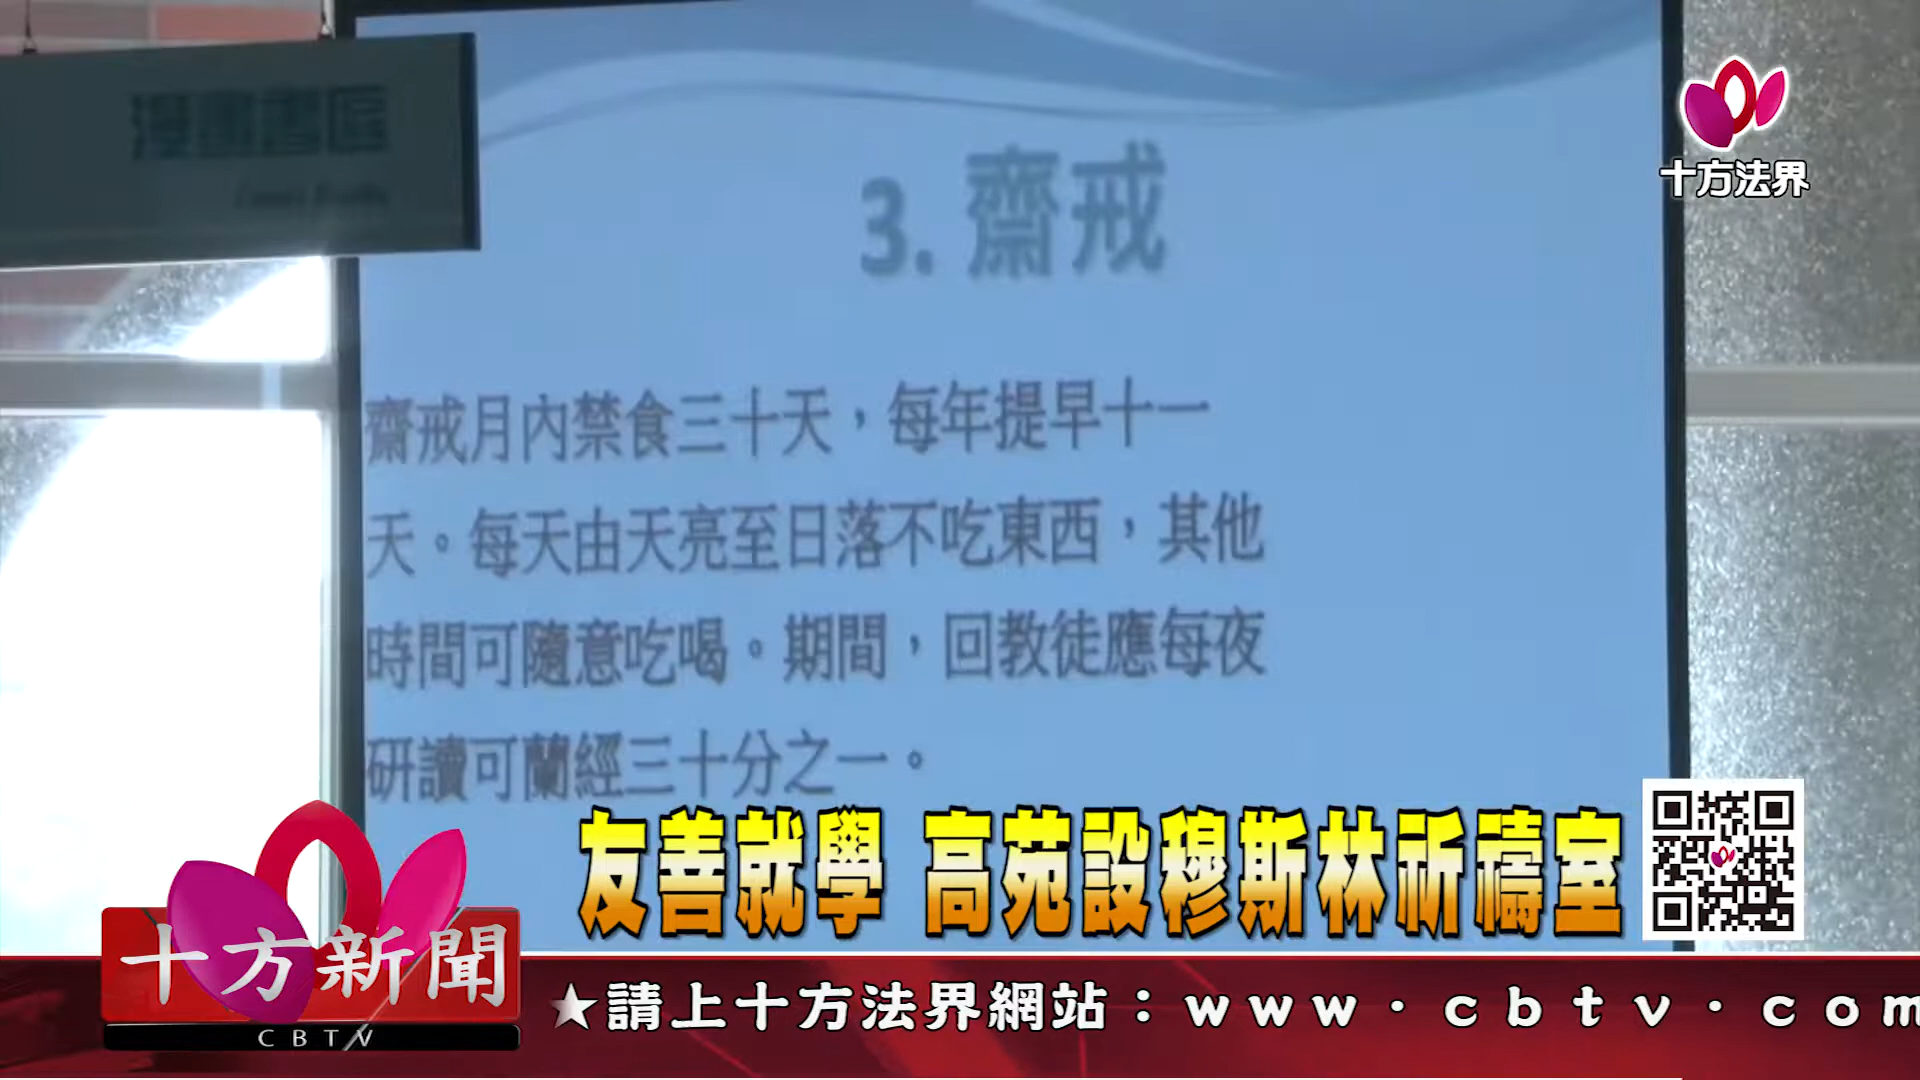 漫畫書區
十方法界
3. 齋戒
齋戒月內禁食三十天，每年提早十一
天。每天由天亮至日落不吃東西，其他
時間可隨意吃喝。期間，回教徒應每夜
研讀可蘭經三十分之一。
友善就學 高苑設穆斯林祈禱室
十方新聞
CBTV
★請上十方法界網站：www.cbtv.com